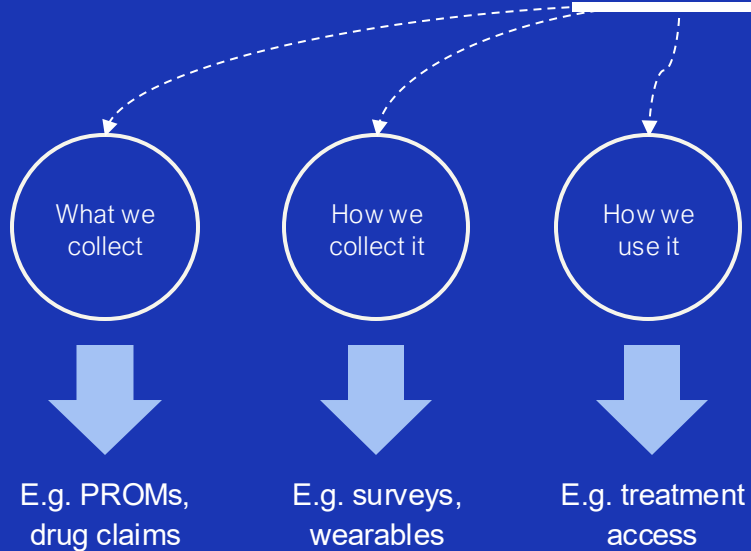 What we
collect
How we
collect it
How we
use it
E.g. PROMs,
drug claims
E.g. surveys,
wearables
E.g. treatment
access